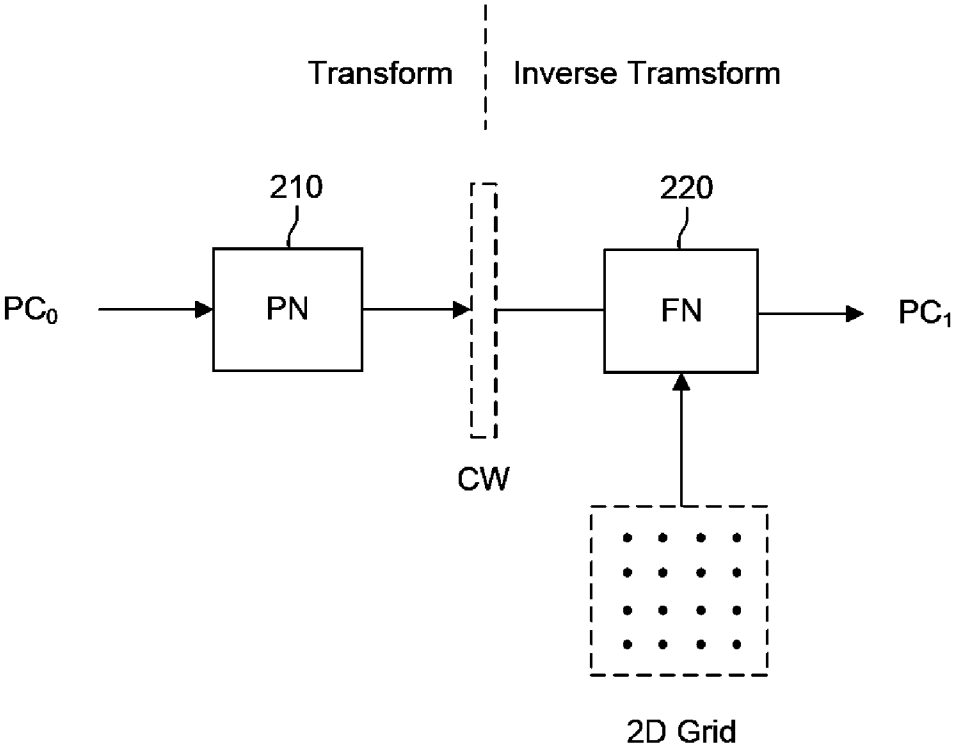 Transform
Inverse Tramsform
210
220
PC₀
PN
FN
PC₁
CW
2D Grid